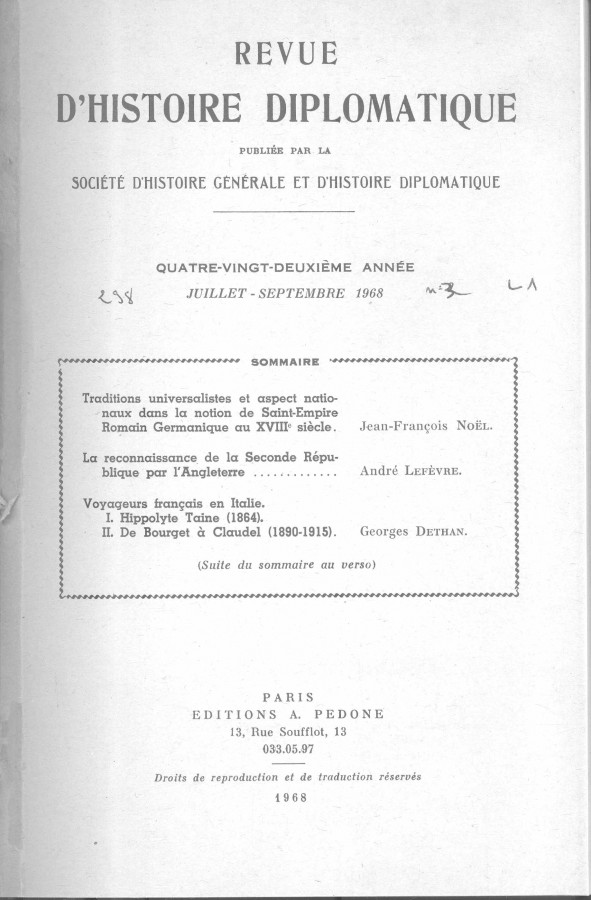 REVUE
D'HISTOIRE DIPLOMATIQUE
PUBLIÉE PAR LA
SOCIÉTÉ D'HISTOIRE GÉNÉRALE ET D'HISTOIRE DIPLOMATIQUE
QUATRE-VINGT-DEUXIÈME ANNÉE
298 JUILLET - SEPTEMBRE 1968 n°3
SOMMAIRE
Traditions universalistes et aspect natio-
naux dans la notion de Saint-Empire
Romain Germanique au XVIIIe siècle. Jean-François NOËL.
La reconnaissance de la Seconde Répu-
blique par l'Angleterre ............. André LEFÈVRE.
Voyageurs français en Italie.
I. Hippolyte Taine (1864).
II. De Bourget à Claudel (1890-1915). Georges DETHAN.
(Suite du sommaire au verso)
PARIS
EDITIONS A. PEDONE
13, Rue Soufflot, 13
033.05.97
Droits de reproduction et de traduction réservés
1968